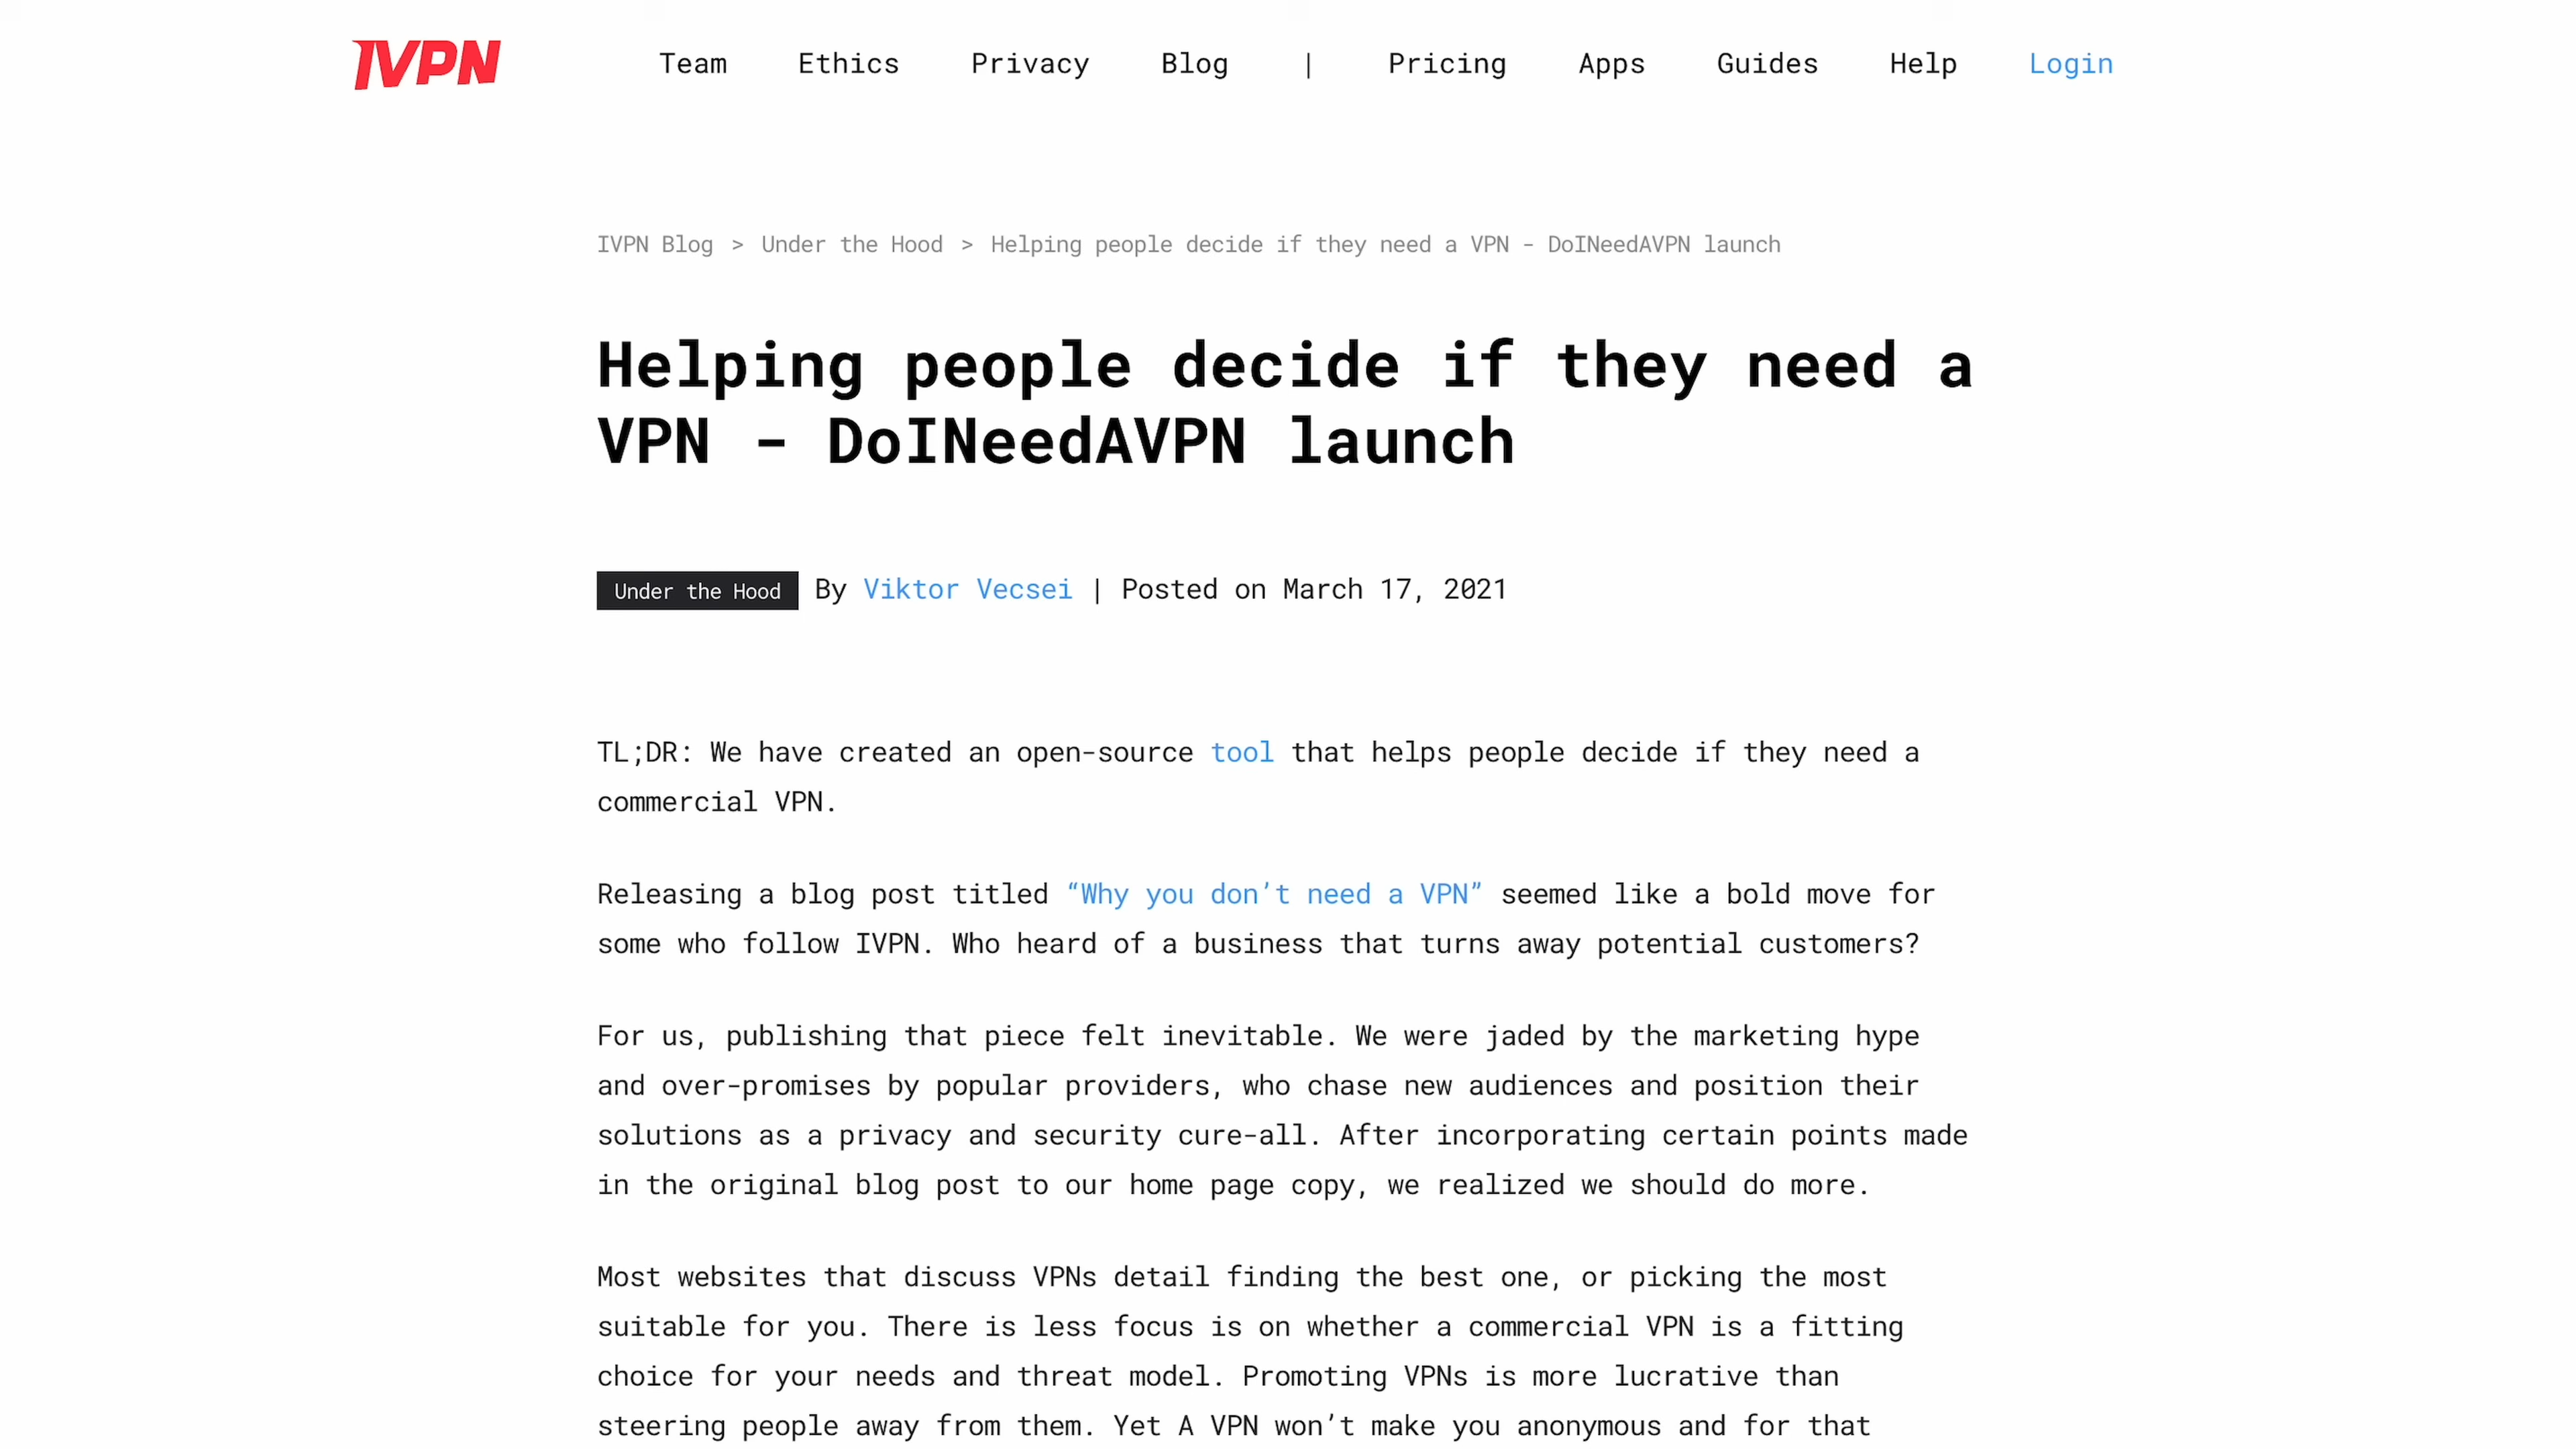 IVPN
Team Ethics Privacy Blog | Pricing Apps Guides Help Login
IVPN Blog > Under the Hood > Helping people decide if they need a VPN - DoINeedAVPN launch
Helping people decide if they need a
VPN - DoINeedAVPN launch
Under the Hood By Viktor Vecsei | Posted on March 17, 2021
TL;DR: We have created an open-source tool that helps people decide if they need a
commercial VPN.
Releasing a blog post titled “Why you don’t need a VPN” seemed like a bold move for
some who follow IVPN. Who heard of a business that turns away potential customers?
For us, publishing that piece felt inevitable. We were jaded by the marketing hype
and over-promises by popular providers, who chase new audiences and position their
solutions as a privacy and security cure-all. After incorporating certain points made
in the original blog post to our home page copy, we realized we should do more.
Most websites that discuss VPNs detail finding the best one, or picking the most
suitable for you. There is less focus is on whether a commercial VPN is a fitting
choice for your needs and threat model. Promoting VPNs is more lucrative than
steering people away from them. Yet A VPN won’t make you anonymous and for that